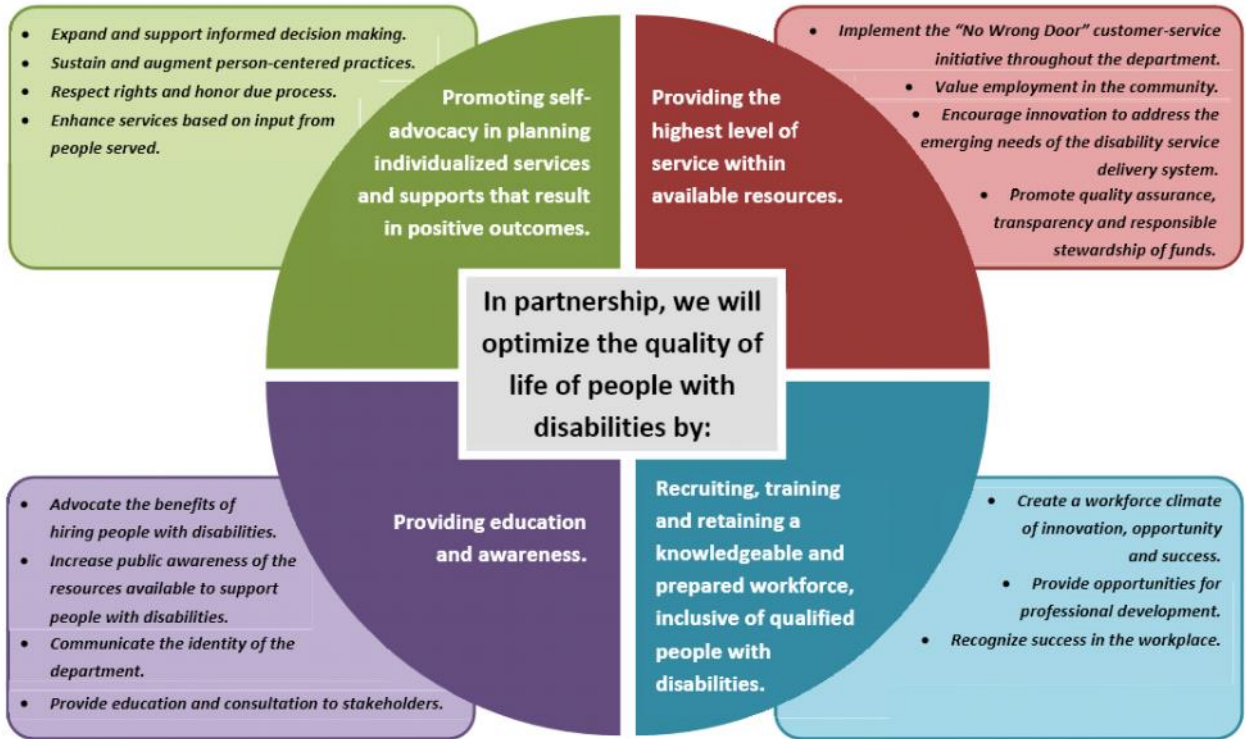 • Expand and support informed decision making.
• Sustain and augment person-centered practices.
• Respect rights and honor due process.
• Enhance services based on input from
people served.
Promoting self-
advocacy in planning
individualized services
and supports that result
in positive outcomes.
Providing the
highest level of
service within
available resources.
• Implement the “No Wrong Door” customer-service
initiative throughout the department.
• Value employment in the community.
• Encourage innovation to address the
emerging needs of the disability service
delivery system.
• Promote quality assurance,
transparency and responsible
stewardship of funds.
In partnership, we will
optimize the quality of
life of people with
disabilities by:
• Advocate the benefits of
hiring people with disabilities.
• Increase public awareness of the
resources available to support
people with disabilities.
• Communicate the identity of the
department.
• Provide education and consultation to stakeholders.
Providing education
and awareness.
Recruiting, training
and retaining a
knowledgeable and
prepared workforce,
inclusive of qualified
people with
disabilities.
• Create a workforce climate
of innovation, opportunity
and success.
• Provide opportunities for
professional development.
• Recognize success in the workplace.